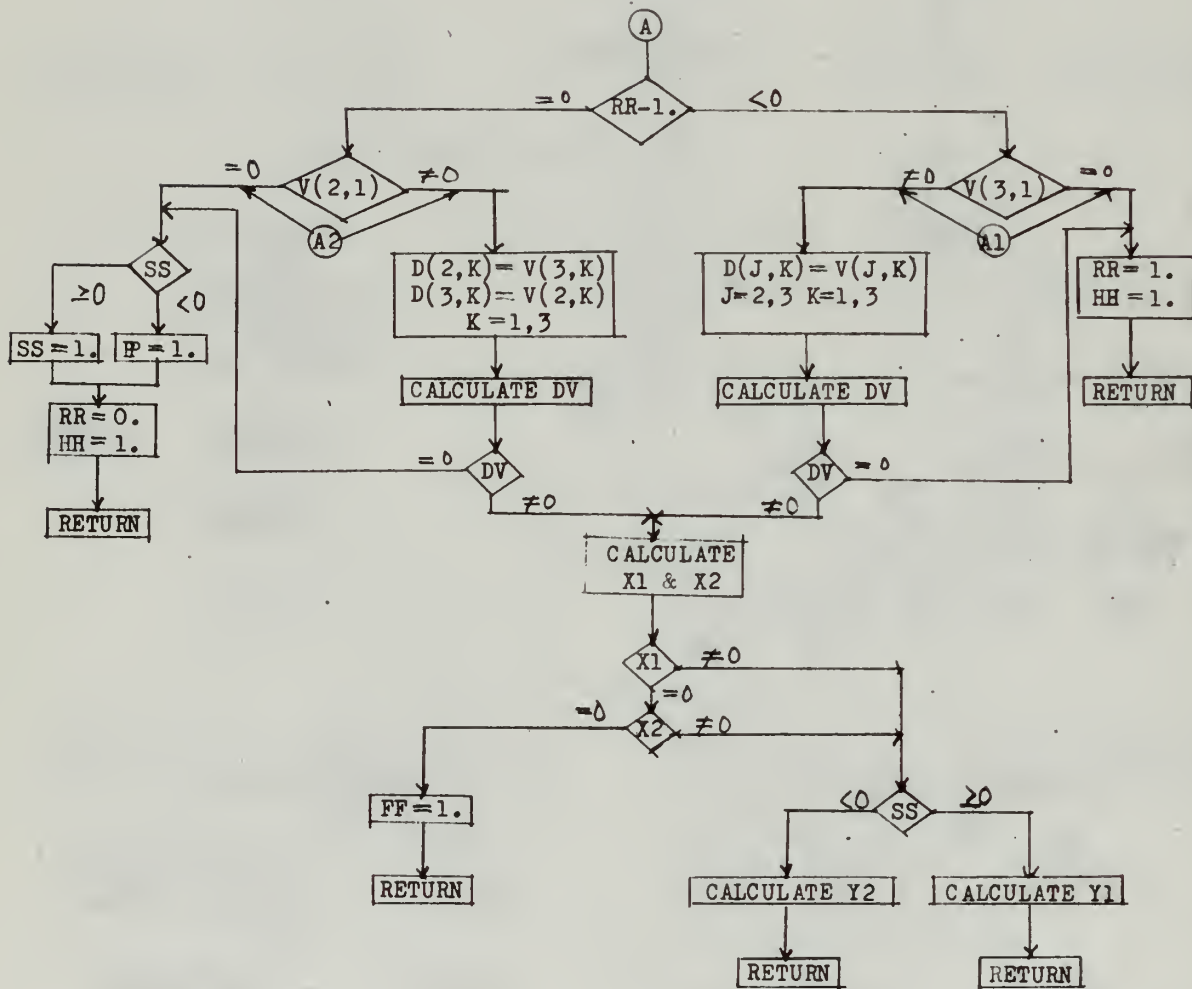 A
=0 RR-1. <0
=0 V(2,1) ≠0
≠0 V(3,1) =0
A2
A1
SS
≥0 <0
D(2,K)=V(3,K)
D(3,K)=V(2,K)
K=1,3
D(J,K)=V(J,K)
J=2,3 K=1,3
RR=1.
HH=1.
SS=1.
PP=1.
CALCULATE DV
CALCULATE DV
RETURN
RR=0.
HH=1.
=0 DV
≠0
DV =0
≠0
RETURN
CALCULATE
X1 & X2
X1 ≠0
=0
=0 X2 ≠0
FF=1.
<0 SS ≥0
RETURN
CALCULATE Y2
CALCULATE Y1
RETURN
RETURN